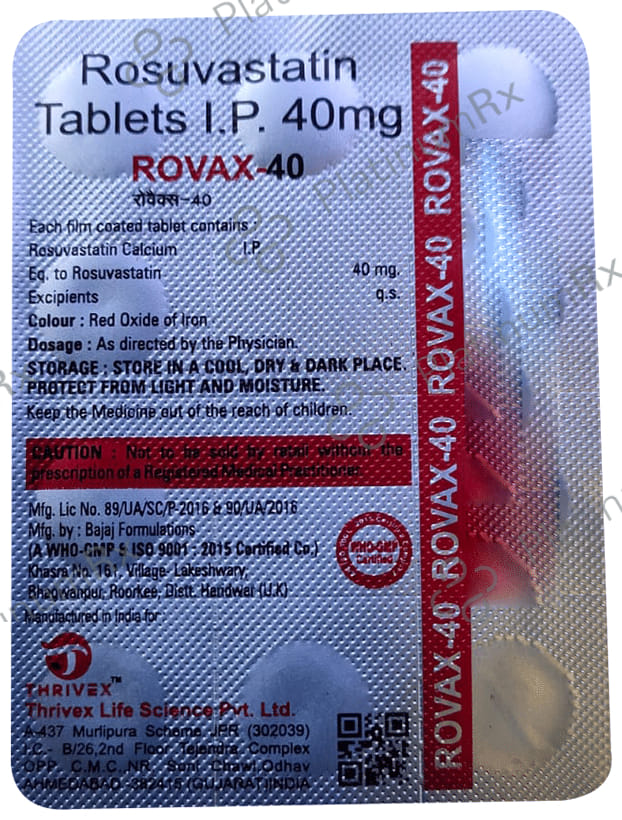 Rosuvastatin
Tablets I.P. 40mg
ROVAX-40
रोवैक्स-40
Each film coated tablet contains :
Rosuvastatin Calcium I.P.
Eq. to Rosuvastatin 40 mg.
Excipients q.s.
Colour : Red Oxide of Iron
Dosage : As directed by the Physician.
STORAGE : STORE IN A COOL, DRY & DARK PLACE.
PROTECT FROM LIGHT AND MOISTURE.
Keep the Medicine out of the reach of children.
CAUTION : Not to be sold by retail without the
prescription of a Registered Medical Practitioner
Mfg. Lic No. 89/UA/SC/P-2016 & 90/UA/2016
Mfg. by : Bajaj Formulations
(A WHO-GMP & ISO 9001 : 2015 Certified Co.)
Khasra No. 161, Village- Lakeshwary,
Bhagwanpur, Roorkee, Distt. Haridwar (U.K)
Manufactured in India for :
WHO-GMP
Certified
THRIVEX™
Thrivex Life Science Pvt. Ltd.
A-437 Murlipura Scheme JPR (302039)
I.C.- B/26,2nd Floor Tejendra Complex
OPP. C.M.C.,NR. Soni Chawl,Odhav
AHMEDABAD -382415 (GUJARAT)INDIA
ROVAX-40 ROVAX-40 ROVAX-40 ROVAX-40
PlatinumRx